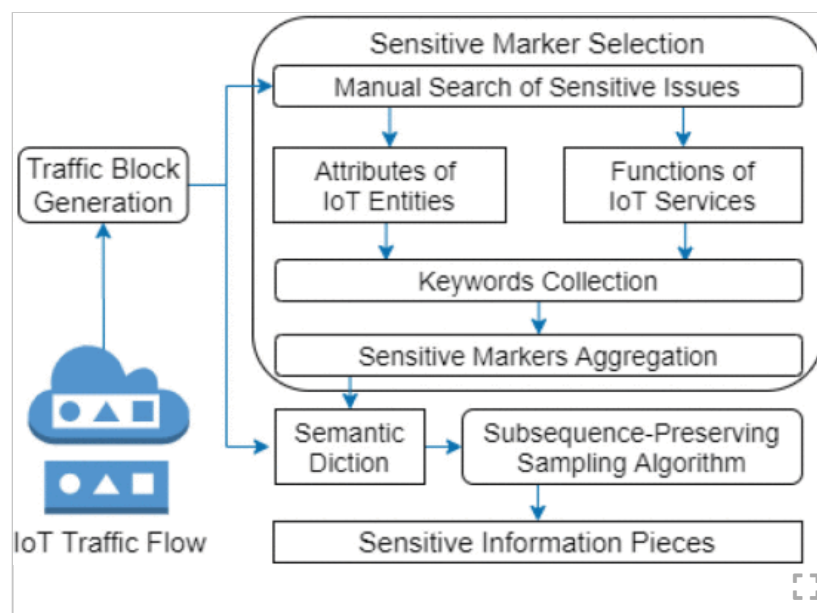 Sensitive Marker Selection
Manual Search of Sensitive Issues
Traffic Block
Generation
Attributes of
IoT Entities
Functions of
IoT Services
Keywords Collection
Sensitive Markers Aggregation
Semantic
Diction
Subsequence-Preserving
Sampling Algorithm
IoT Traffic Flow
Sensitive Information Pieces